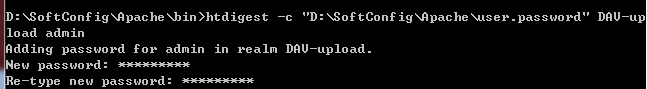 D:\SoftConfig\Apache\bin>htdigest -c "D:\SoftConfig\Apache\user.password" DAV-up
load admin
Adding password for admin in realm DAV-upload.
New password: *********
Re-type new password: *********